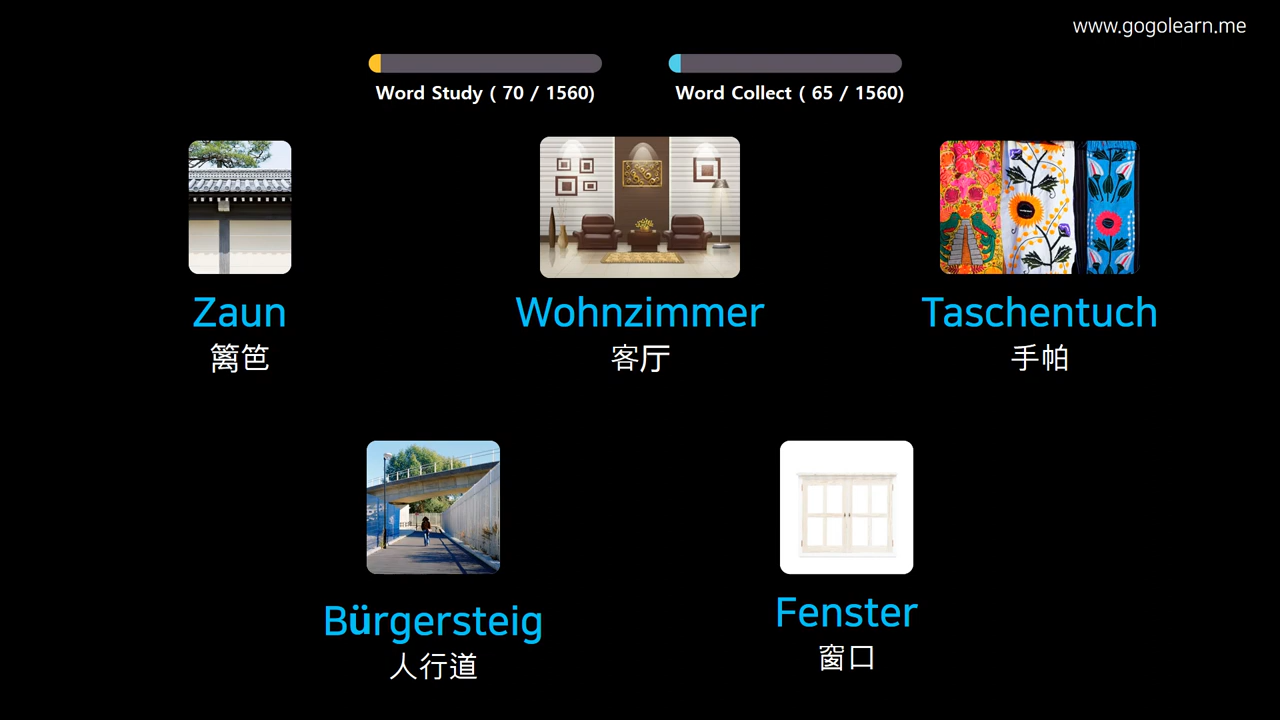 www.gogolearn.me
Word Study ( 70 / 1560)
Word Collect ( 65 / 1560)
Zaun
篱笆
Wohnzimmer
客厅
Taschentuch
手帕
Bürgersteig
人行道
Fenster
窗口